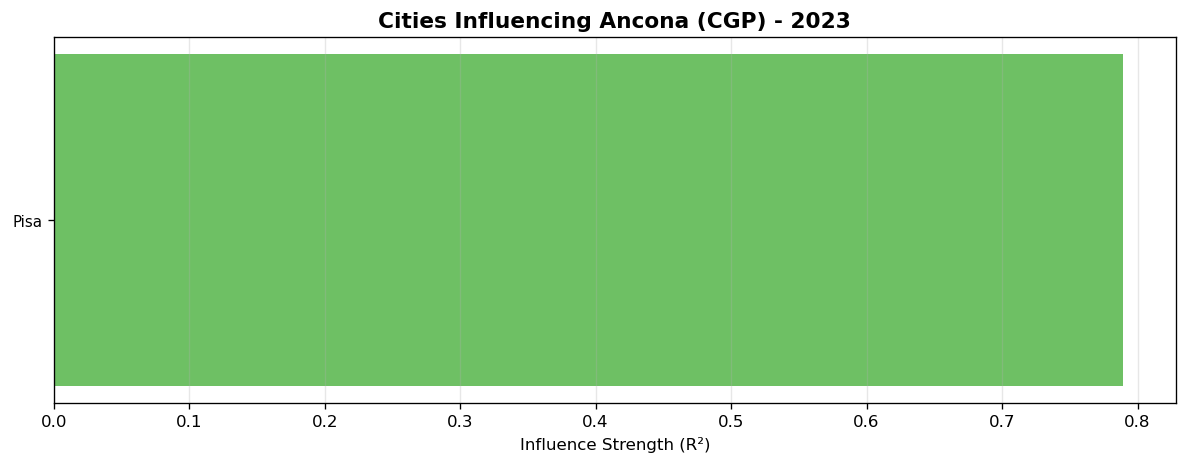 Cities Influencing Ancona (CGP) - 2023
Pisa
0.0 0.1 0.2 0.3 0.4 0.5 0.6 0.7 0.8
Influence Strength (R²)